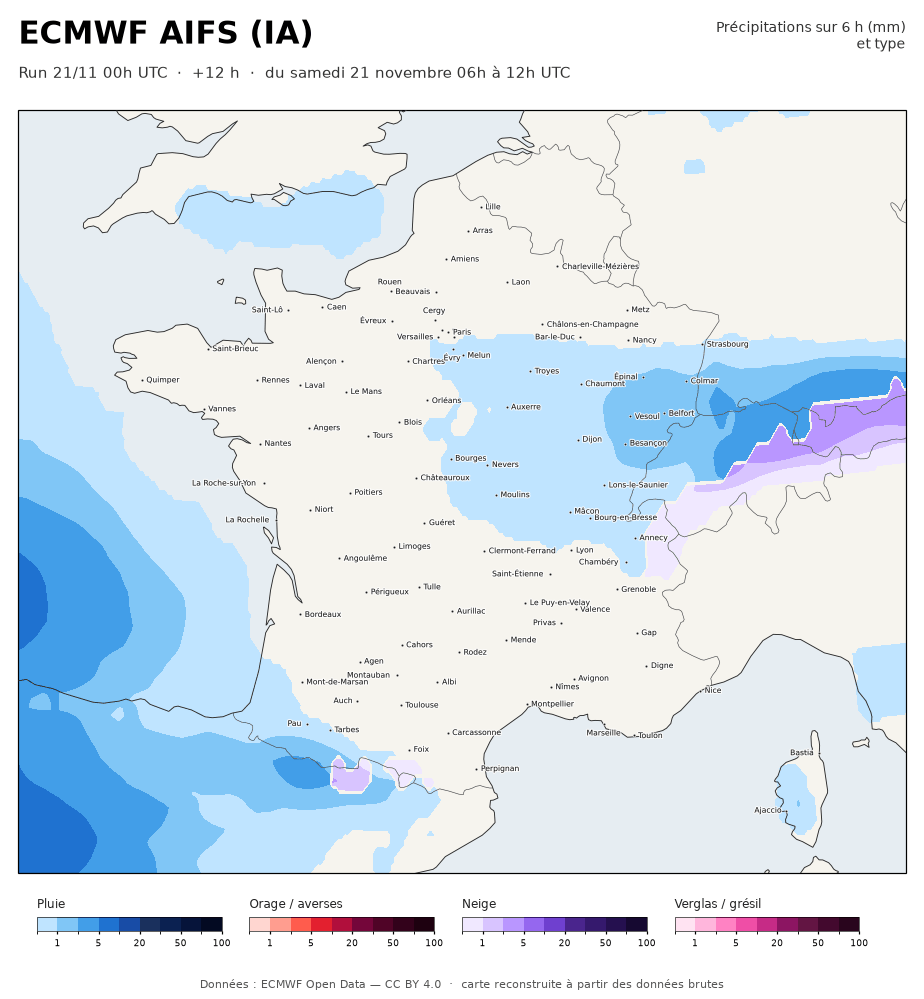 ECMWF AIFS (IA)
Précipitations sur 6 h (mm)
et type
Run 21/11 00h UTC · +12 h · du samedi 21 novembre 06h à 12h UTC
Lille
Arras
Amiens
Charleville-Mézières
Rouen
Laon
Beauvais
Saint-Lô
Caen
Cergy
Metz
Évreux
Châlons-en-Champagne
Versailles
Paris
Bar-le-Duc
Nancy
Strasbourg
Saint-Brieuc
Évry
Melun
Alençon
Chartres
Troyes
Épinal
Quimper
Rennes
Laval
Chaumont
Colmar
Le Mans
Orléans
Vannes
Auxerre
Vesoul
Belfort
Blois
Angers
Tours
Nantes
Dijon
Besançon
Bourges
Nevers
La Roche-sur-Yon
Châteauroux
Lons-le-Saunier
Poitiers
Moulins
Niort
Mâcon
La Rochelle
Guéret
Bourg-en-Bresse
Annecy
Limoges
Clermont-Ferrand
Lyon
Angoulême
Chambéry
Saint-Étienne
Périgueux
Tulle
Grenoble
Bordeaux
Aurillac
Le Puy-en-Velay
Valence
Privas
Gap
Cahors
Mende
Rodez
Agen
Digne
Montauban
Mont-de-Marsan
Albi
Avignon
Nîmes
Nice
Auch
Toulouse
Montpellier
Pau
Tarbes
Carcassonne
Marseille
Toulon
Foix
Bastia
Perpignan
Ajaccio
Pluie
Orage / averses
Neige
Verglas / grésil
1 5 20 50 100
1 5 20 50 100
1 5 20 50 100
1 5 20 50 100
Données : ECMWF Open Data — CC BY 4.0 · carte reconstruite à partir des données brutes